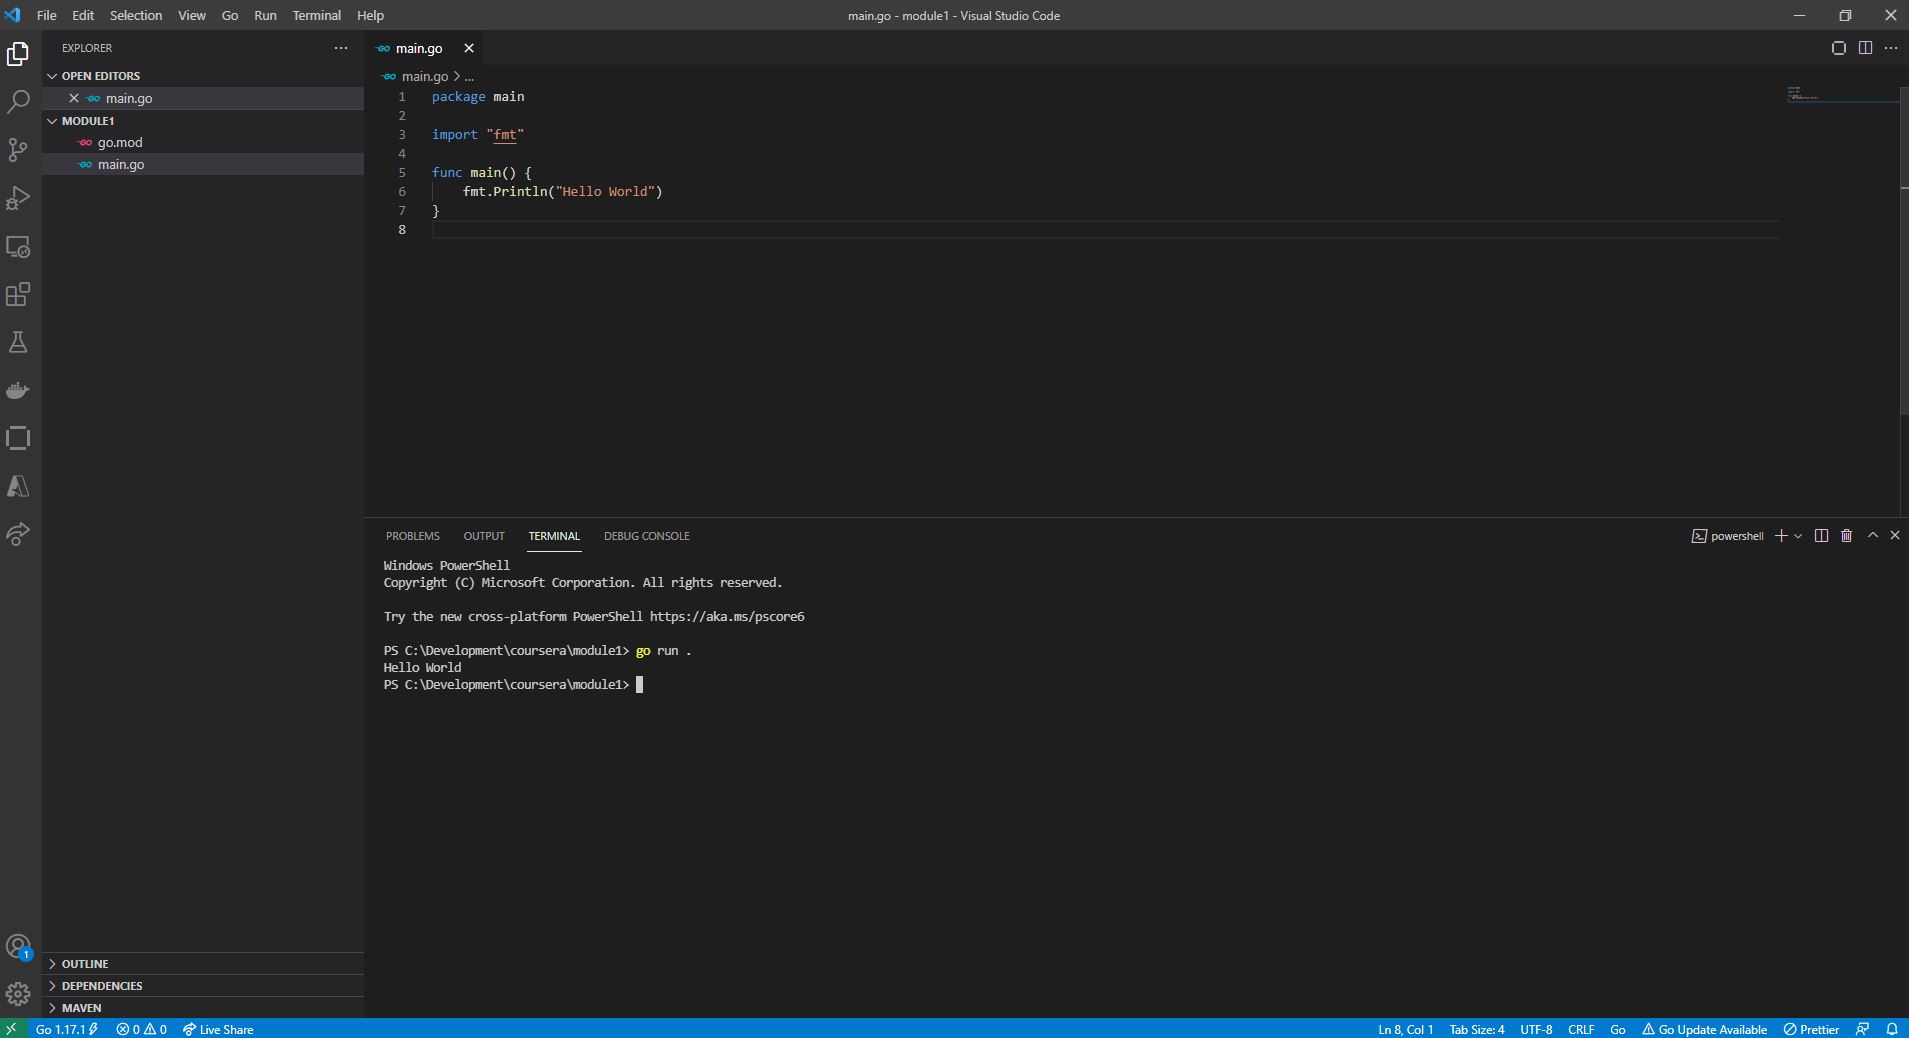 File Edit Selection View Go Run Terminal Help
main.go - module1 - Visual Studio Code
EXPLORER
OPEN EDITORS
GO main.go
MODULE1
GO go.mod
GO main.go
OUTLINE
DEPENDENCIES
MAVEN
GO main.go
GO main.go > ...
1 package main
2
3 import "fmt"
4
5 func main() {
6 fmt.Println("Hello World")
7 }
8
PROBLEMS OUTPUT TERMINAL DEBUG CONSOLE
powershell
Windows PowerShell
Copyright (C) Microsoft Corporation. All rights reserved.
Try the new cross-platform PowerShell https://aka.ms/pscore6
PS C:\Development\coursera\module1> go run .
Hello World
PS C:\Development\coursera\module1>
1
Go 1.17.1 0 0 Live Share
Ln 8, Col 1 Tab Size: 4 UTF-8 CRLF Go Go Update Available Prettier